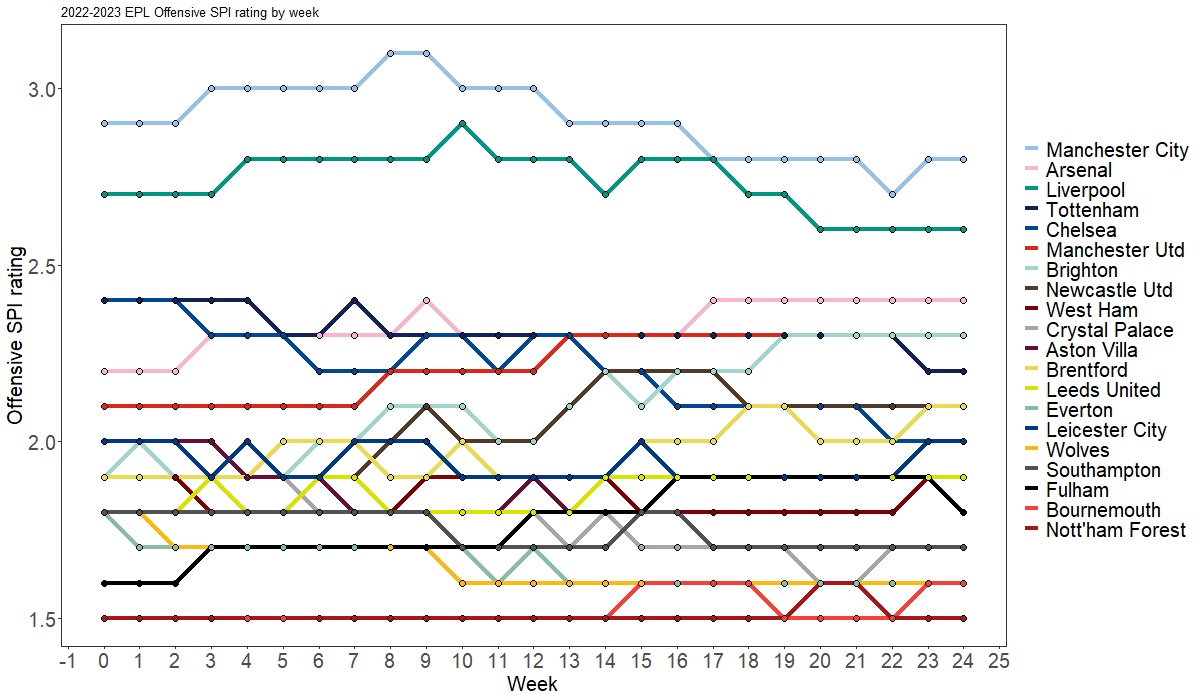 2022-2023 EPL Offensive SPI rating by week
Offensive SPI rating
3.0
2.5
2.0
1.5
-1 0 1 2 3 4 5 6 7 8 9 10 11 12 13 14 15 16 17 18 19 20 21 22 23 24 25
Week
Manchester City
Arsenal
Liverpool
Tottenham
Chelsea
Manchester Utd
Brighton
Newcastle Utd
West Ham
Crystal Palace
Aston Villa
Brentford
Leeds United
Everton
Leicester City
Wolves
Southampton
Fulham
Bournemouth
Nott'ham Forest